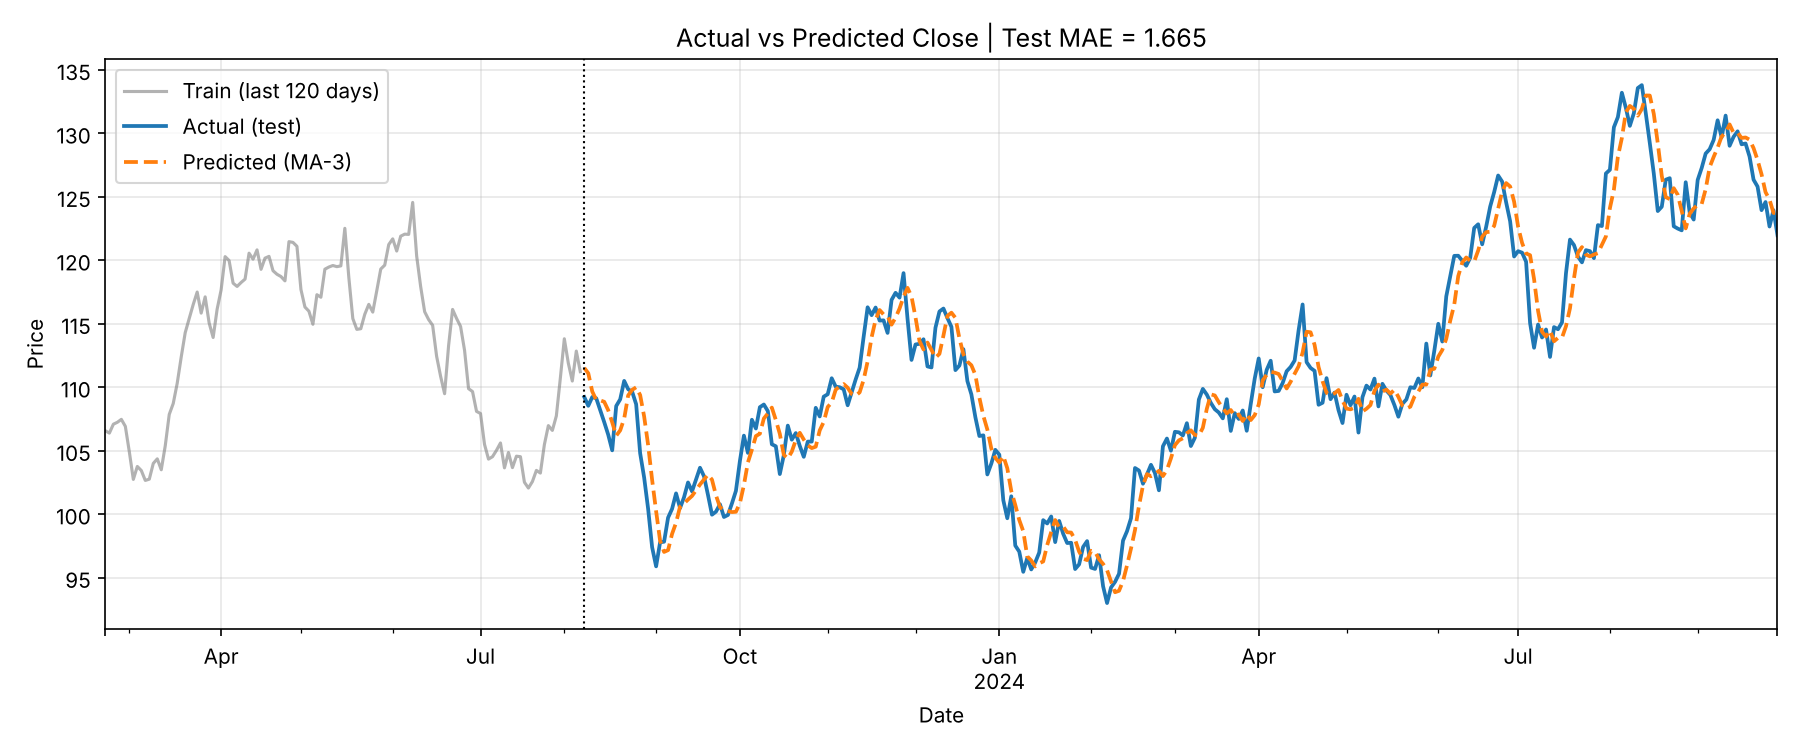 Actual vs Predicted Close | Test MAE = 1.665
Train (last 120 days)
Actual (test)
Predicted (MA-3)
135
130
125
120
115
110
105
100
95
Price
Apr
Jul
Oct
Jan
2024
Apr
Jul
Date